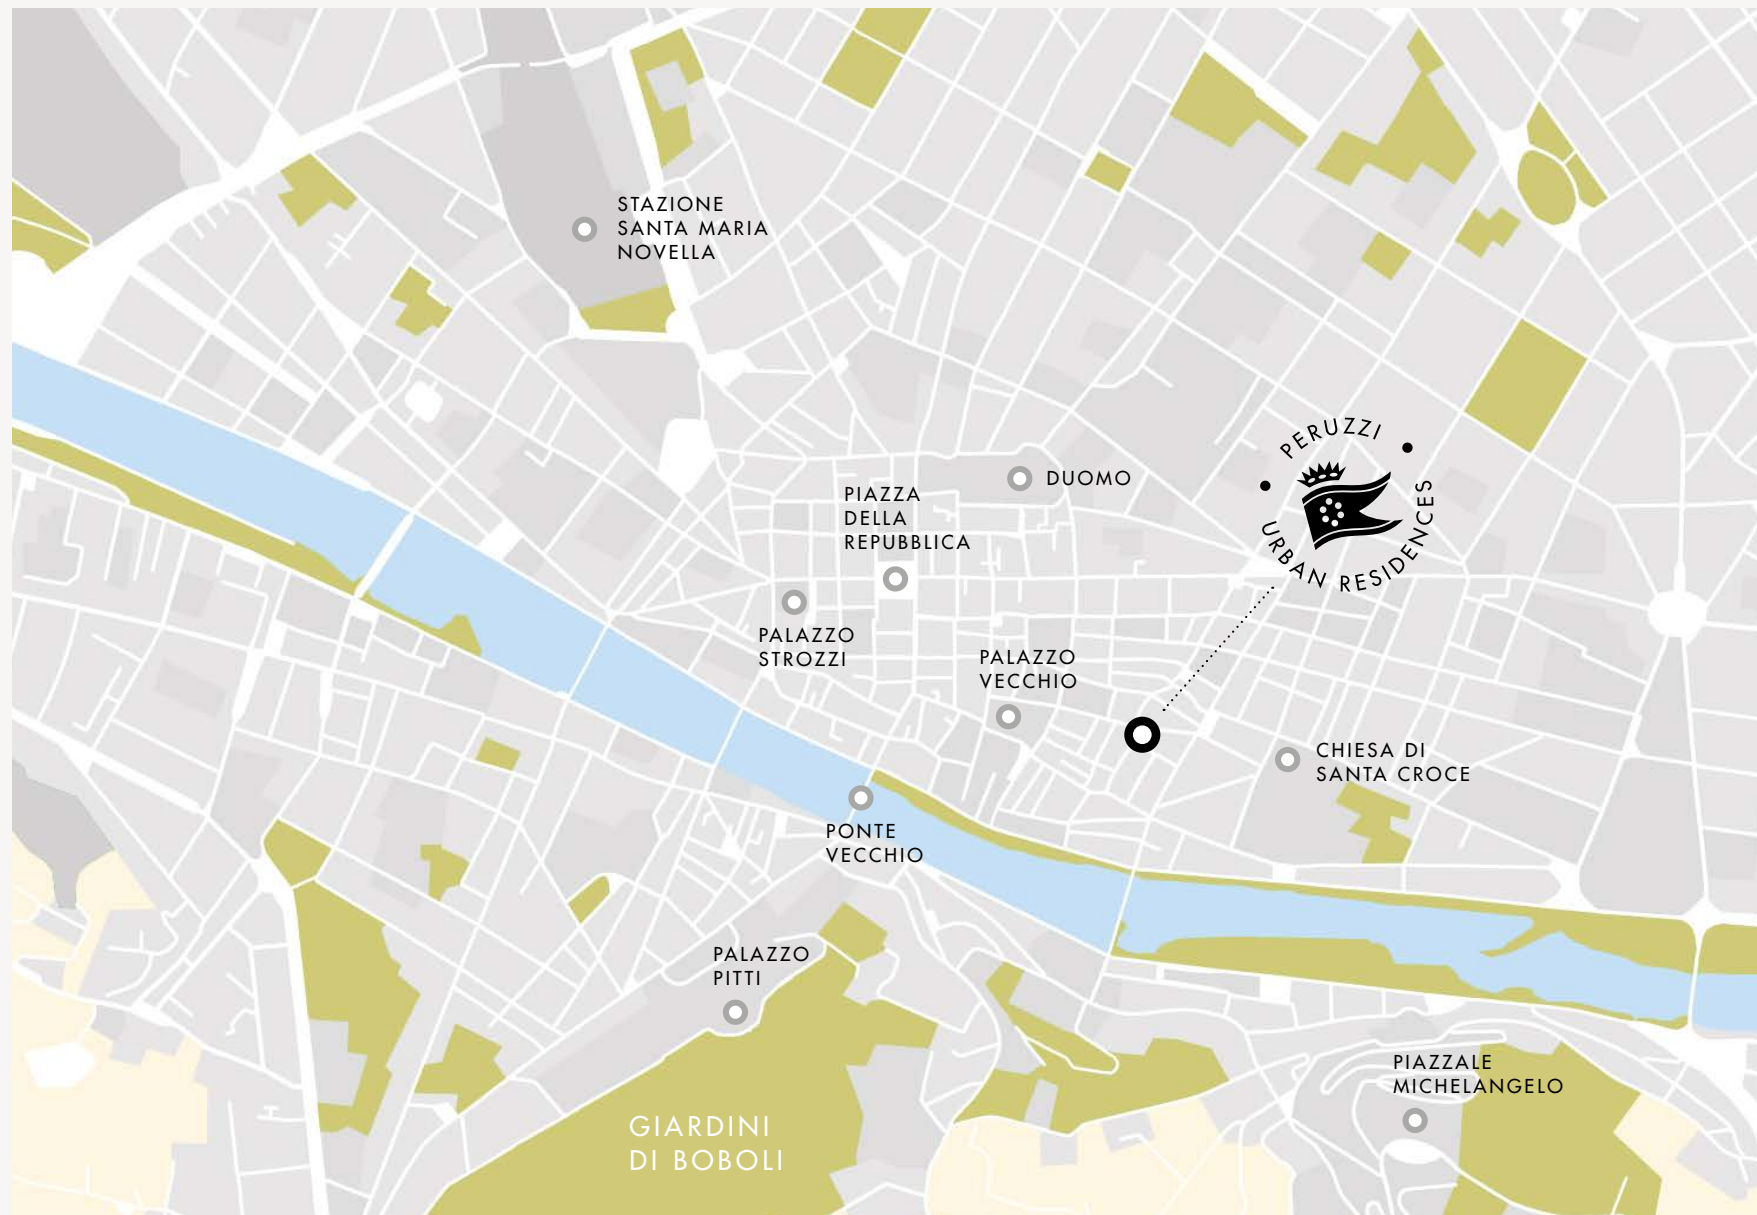 STAZIONE
SANTA MARIA
NOVELLA
PERUZZI
URBAN RESIDENCES
DUOMO
PIAZZA
DELLA
REPUBBLICA
PALAZZO
STROZZI
PALAZZO
VECCHIO
CHIESA DI
SANTA CROCE
PONTE
VECCHIO
PALAZZO
PITTI
PIAZZALE
MICHELANGELO
GIARDINI
DI BOBOLI